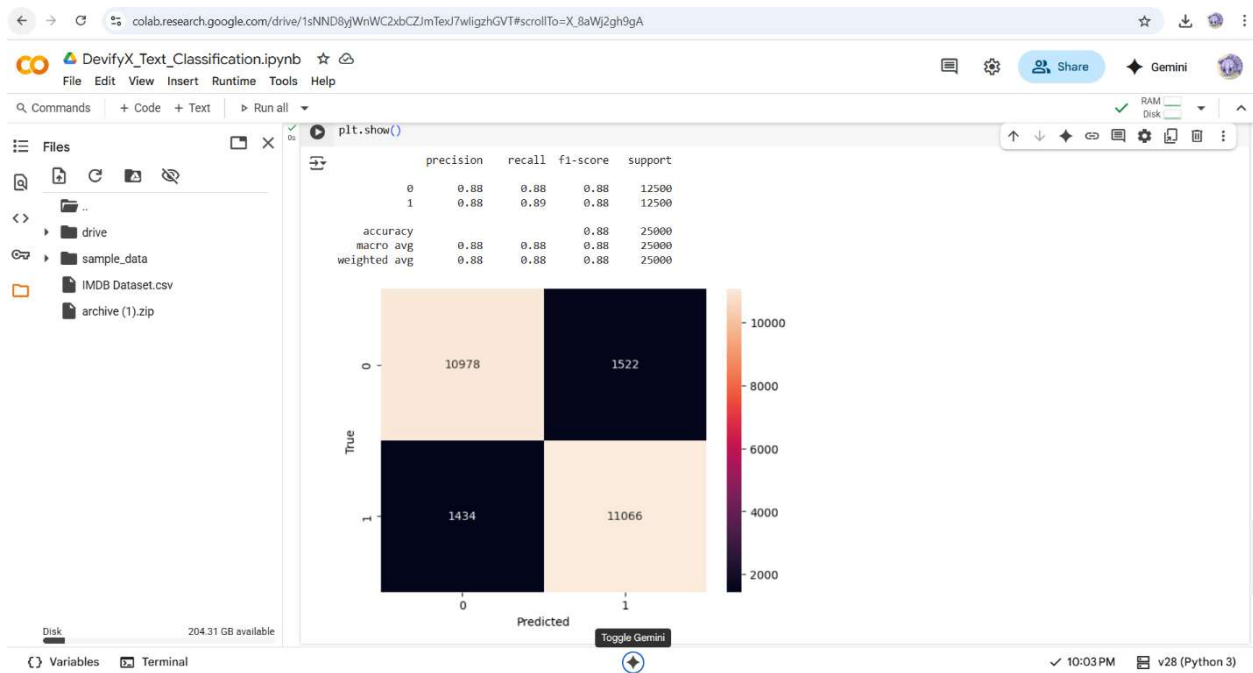 colab.research.google.com/drive/1sNND8yjWnWC2xbCZJmTexJ7wligzhGVT#scrollTo=X_8aWj2gh9gA
DevifyX_Text_Classification.ipynb
File Edit View Insert Runtime Tools Help
Share
Gemini
Commands + Code + Text Run all
RAM
Disk
Files
..
drive
sample_data
IMDB Dataset.csv
archive (1).zip
Disk 204.31 GB available
0s
plt.show()
precision recall f1-score support
0 0.88 0.88 0.88 12500
1 0.88 0.89 0.88 12500
accuracy 0.88 25000
macro avg 0.88 0.88 0.88 25000
weighted avg 0.88 0.88 0.88 25000
10978 1522
1434 11066
True
0
1
0 1
Predicted
10000
8000
6000
4000
2000
Toggle Gemini
{} Variables Terminal
10:03 PM v28 (Python 3)